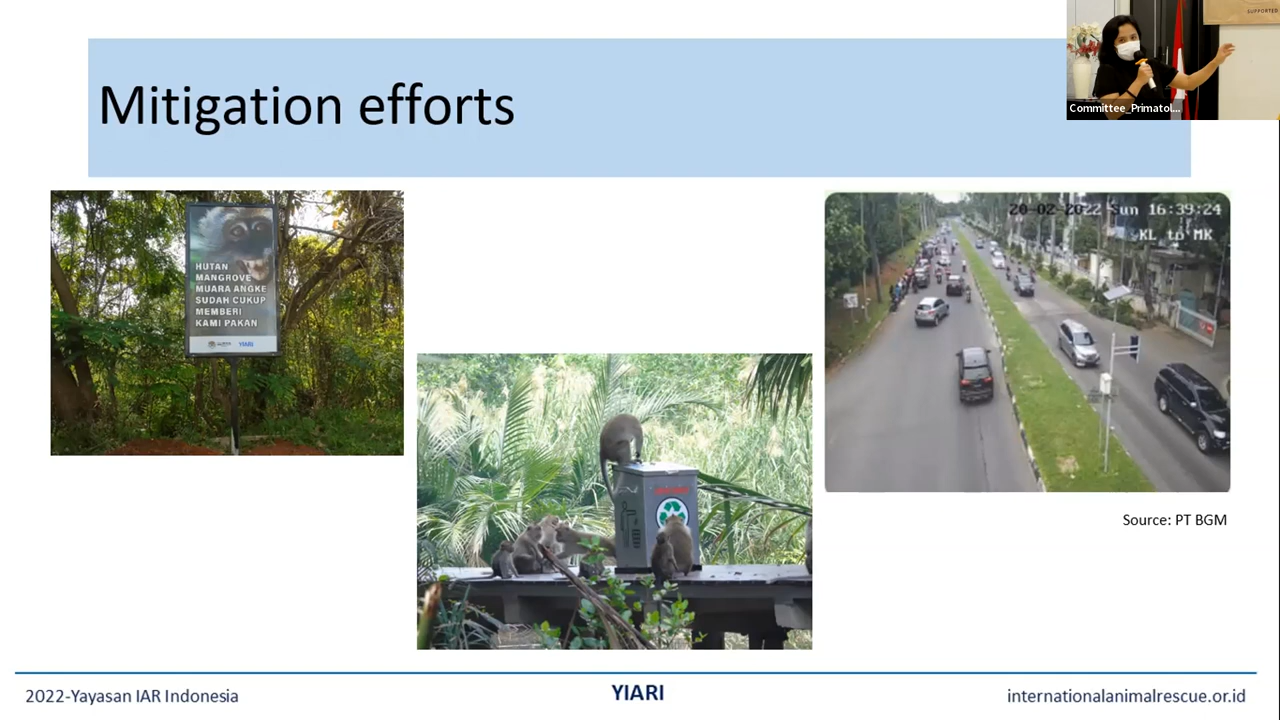 SUPPORTED
Committee_Primatol...
Mitigation efforts
HUTAN
MANGROVE
MUARA ANGKE
SUDAH CUKUP
MEMBERI
KAMI PAKAN
YIARI
20-02-2022 Sun 16:39:24
KL to MK
Source: PT BGM
2022-Yayasan IAR Indonesia
YIARI
internationalanimalrescue.or.id